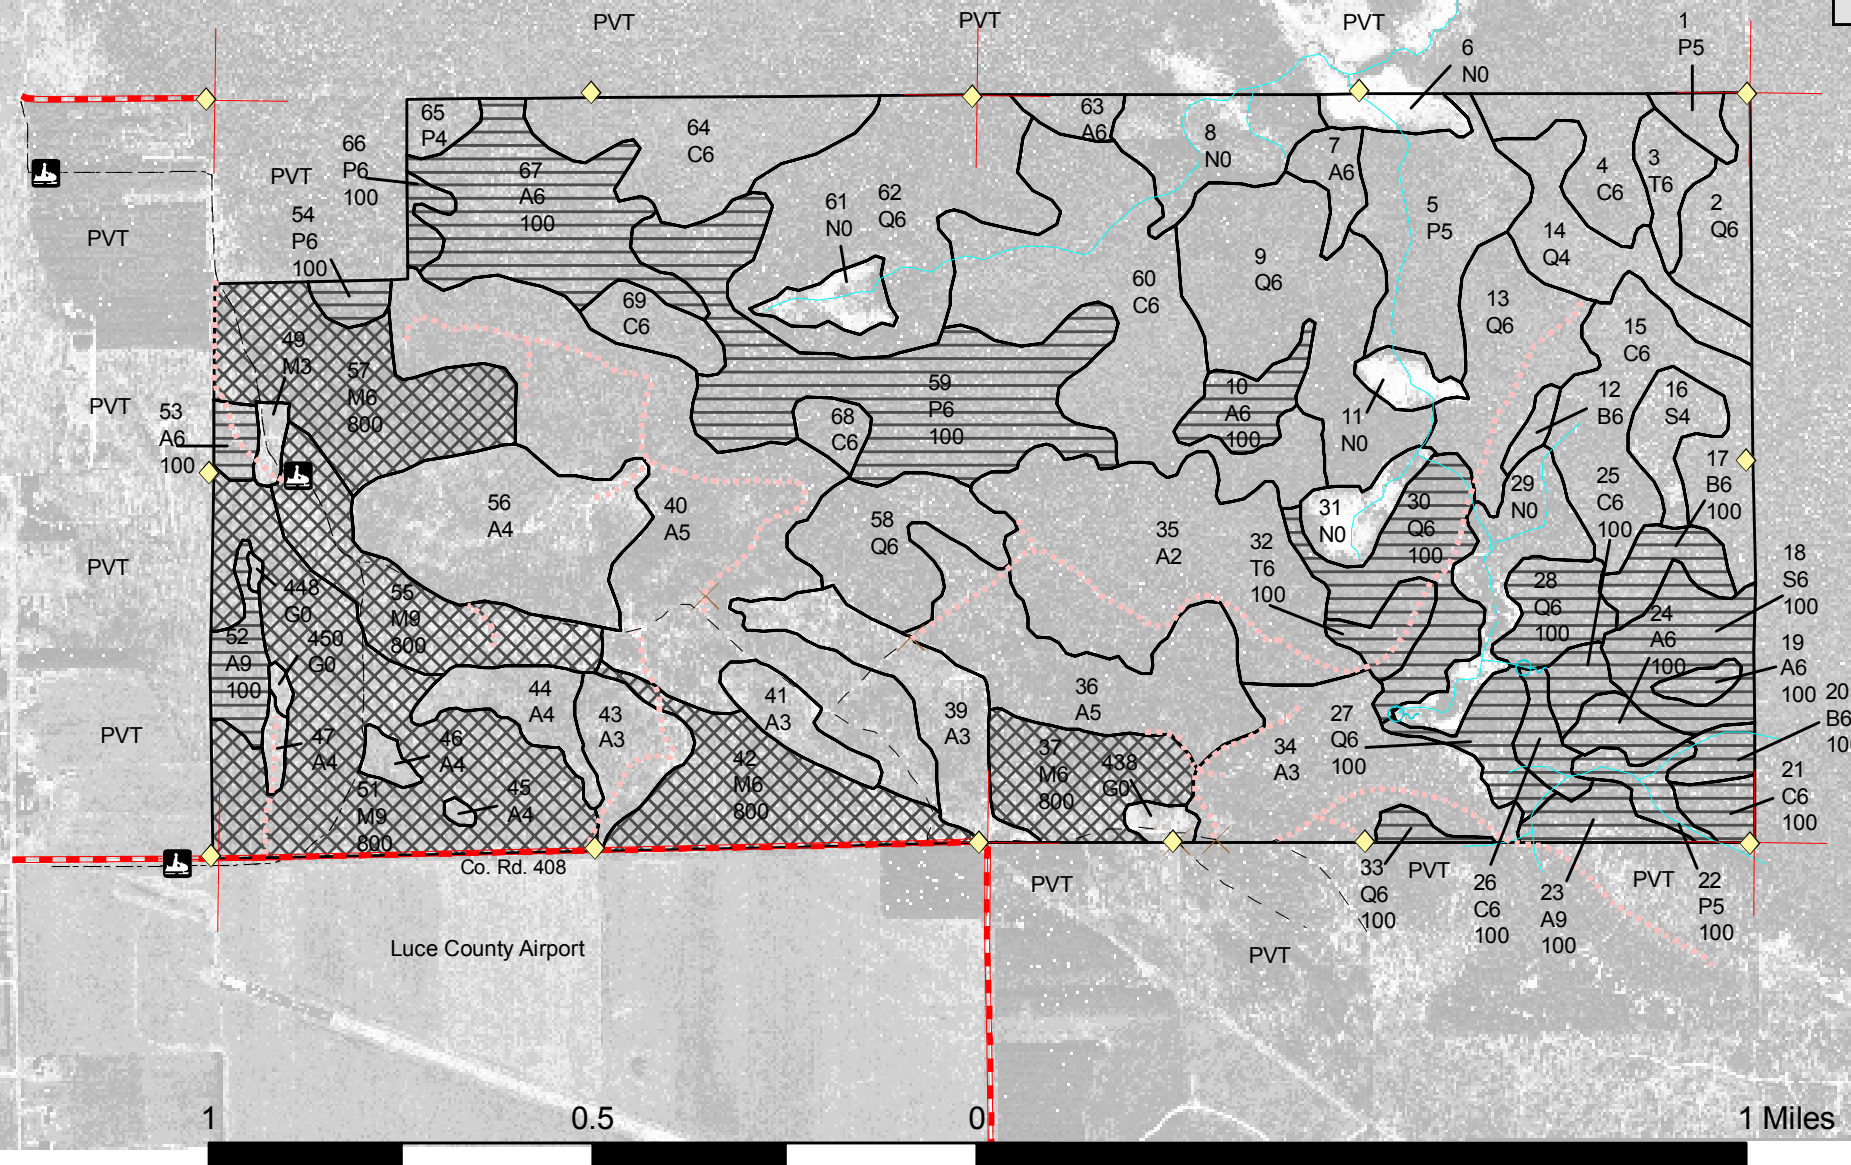 PVT
PVT
PVT
1
P5
6
N0
65
P4
64
C6
63
A6
8
N0
7
A6
4
C6
3
T6
2
Q6
66
P6
100
PVT
67
A6
100
61
N0
62
Q6
5
P5
14
Q4
PVT
54
P6
100
60
C6
9
Q6
13
Q6
69
C6
15
C6
49
M3
57
M6
800
59
P6
100
10
A6
100
12
B6
16
S4
PVT
53
A6
100
68
C6
11
N0
17
B6
100
56
A4
40
A5
58
Q6
35
A2
31
N0
30
Q6
100
29
N0
25
C6
100
PVT
32
T6
100
18
S6
100
448
G0
55
M9
800
28
Q6
100
24
A6
100
52
A9
100
450
G0
19
A6
100
44
A4
41
A3
36
A5
20
B6
10
PVT
43
A3
39
A3
27
Q6
100
34
A3
47
A4
46
A4
42
M6
800
37
M6
800
438
G0
21
C6
100
51
M9
800
45
A4
Co. Rd. 408
PVT
33
Q6
100
PVT
26
C6
100
23
A9
100
PVT
22
P5
100
Luce County Airport
PVT
1
0.5
0
1 Miles